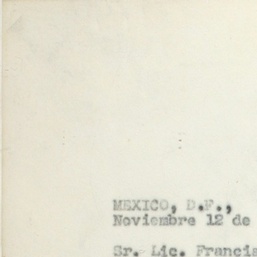 MEXICO, D.F.,
Noviembre 12 de
Sr. Lic. Francis